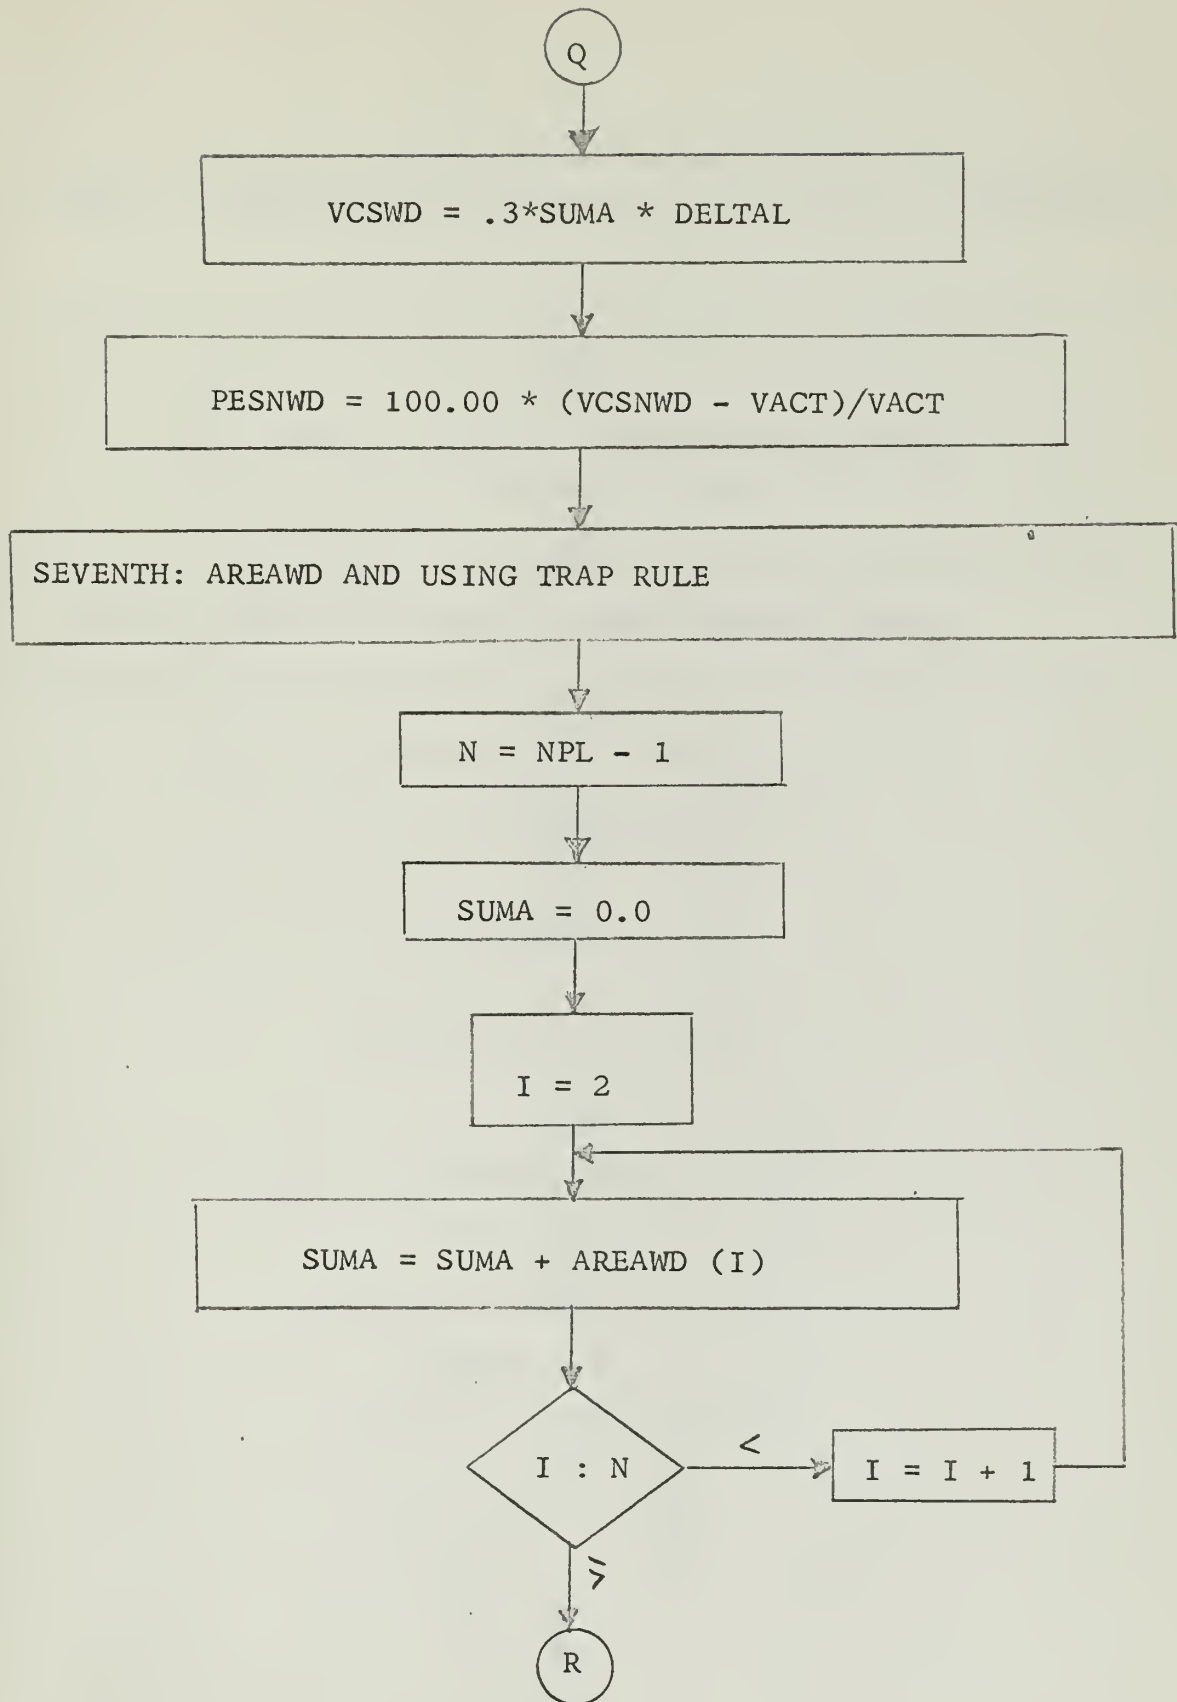 Q
VCSWD = .3*SUMA * DELTAL
PESNWD = 100.00 * (VCSNWD - VACT)/VACT
SEVENTH: AREAWD AND USING TRAP RULE
N = NPL - 1
SUMA = 0.0
I = 2
SUMA = SUMA + AREAWD (I)
I : N
<
I = I + 1
⩾
R